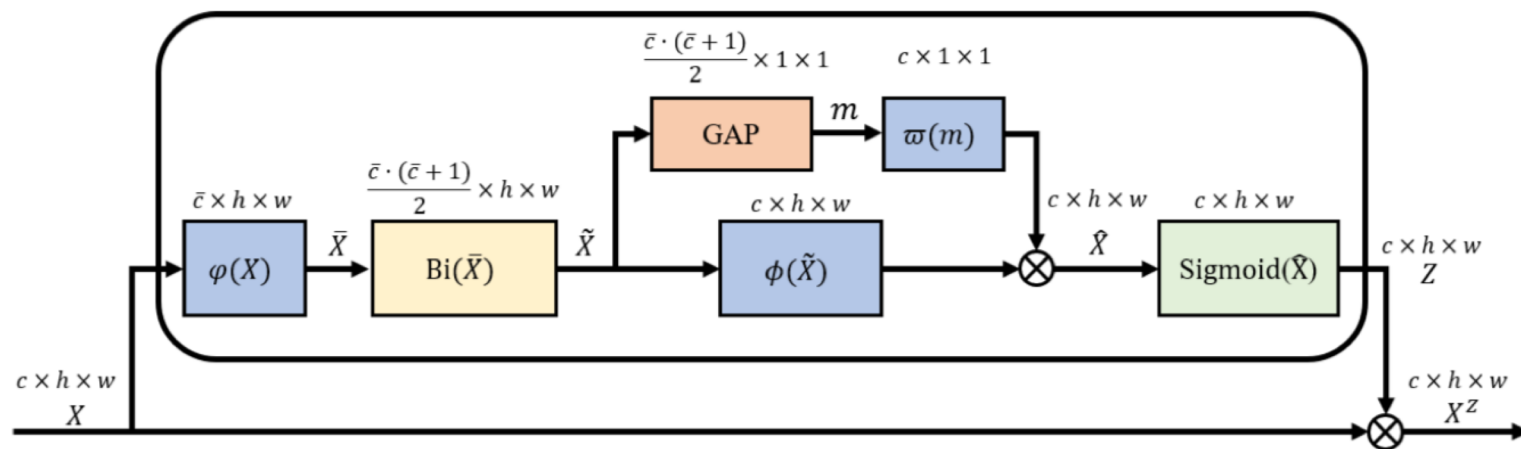 c̄ · (c̄ + 1) / 2 × 1 × 1
c × 1 × 1
GAP
m
ϖ(m)
c̄ × h × w
c̄ · (c̄ + 1) / 2 × h × w
c × h × w
c × h × w
c × h × w
φ(X)
X̄
Bi(X̄)
X̃
ϕ(X̃)
X̂
Sigmoid(X̂)
c × h × w
Z
c × h × w
X
c × h × w
X^Z